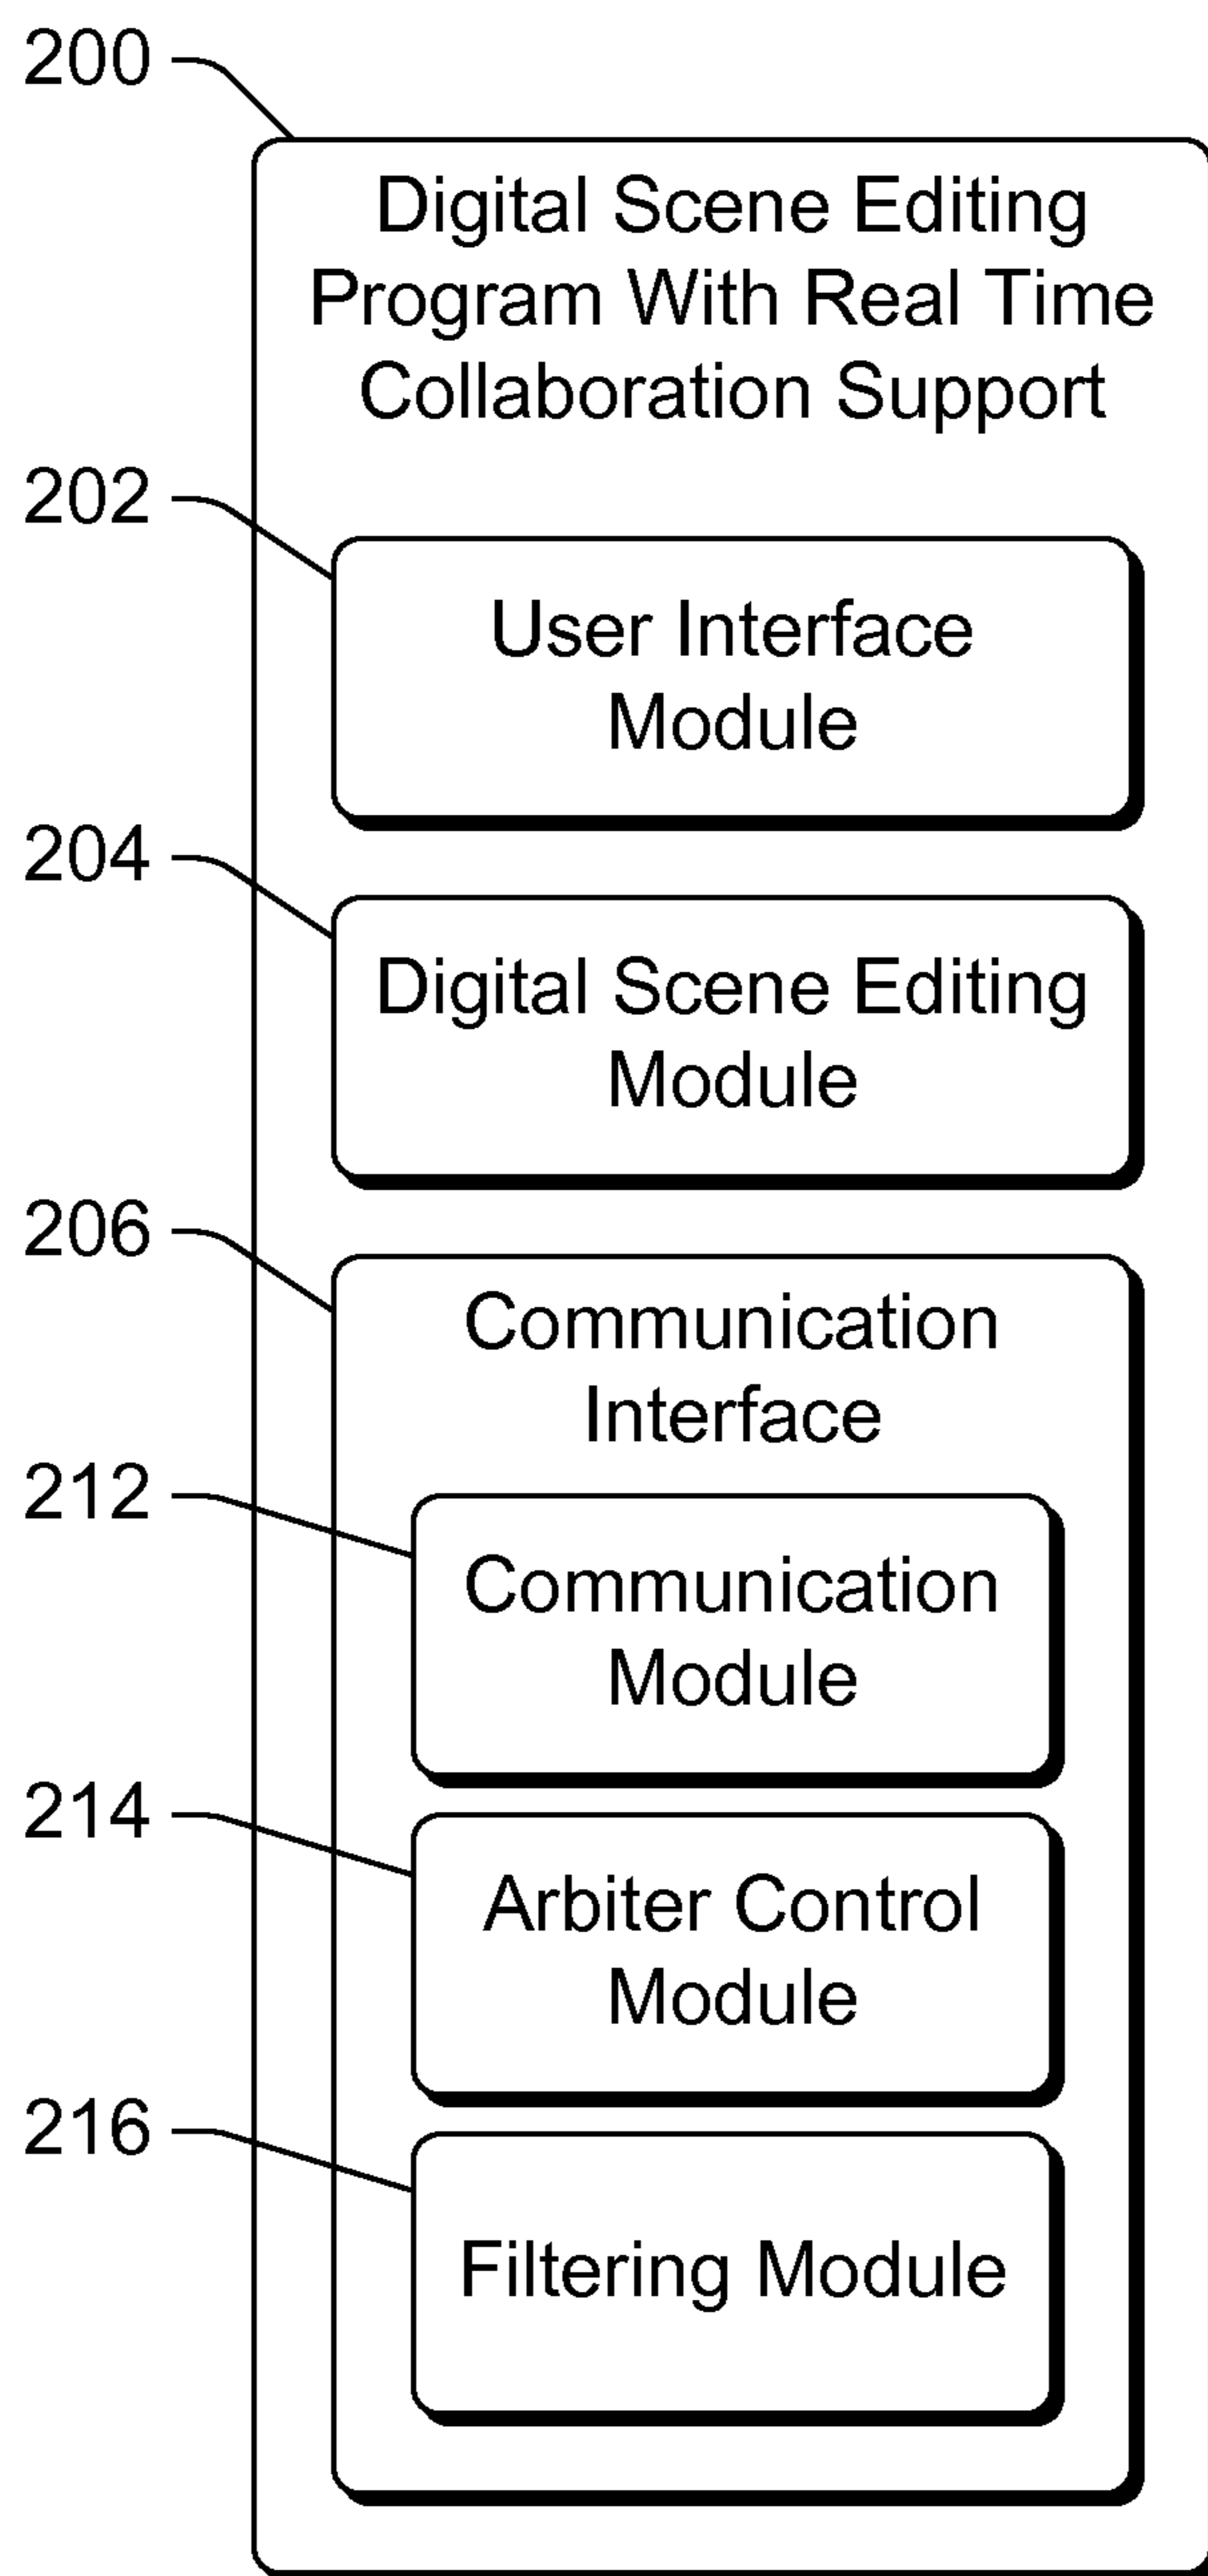 200
Digital Scene Editing
Program With Real Time
Collaboration Support
202
User Interface
Module
204
Digital Scene Editing
Module
206
Communication
Interface
212
Communication
Module
214
Arbiter Control
Module
216
Filtering Module